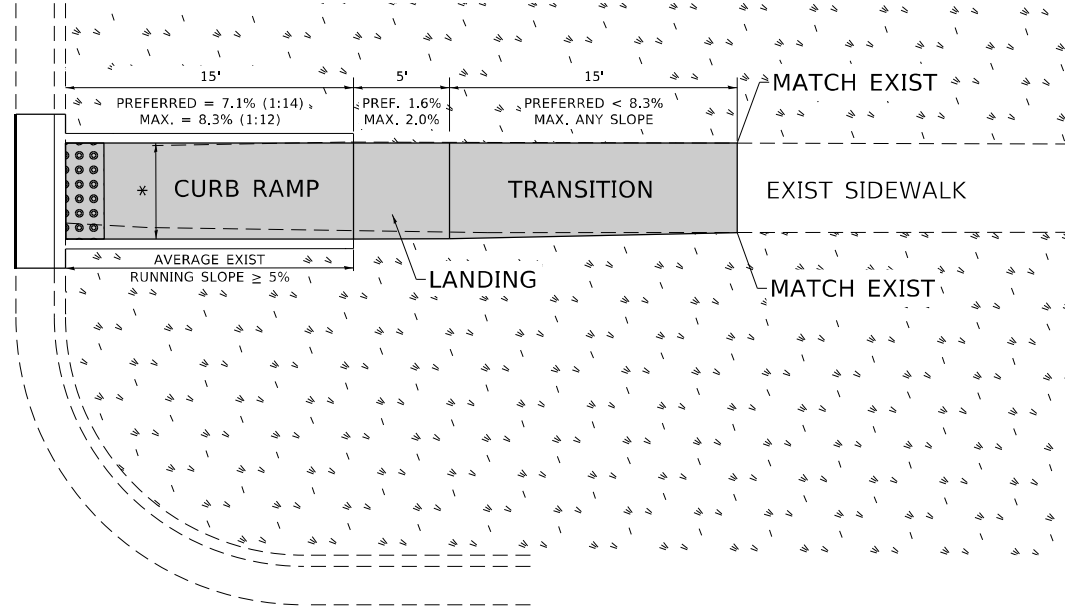 15'
5'
15'
PREFERRED = 7.1% (1:14)
MAX. = 8.3% (1:12)
PREF. 1.6%
MAX. 2.0%
PREFERRED < 8.3%
MAX. ANY SLOPE
MATCH EXIST
*
CURB RAMP
TRANSITION
EXIST SIDEWALK
AVERAGE EXIST
RUNNING SLOPE ≥ 5%
LANDING
MATCH EXIST